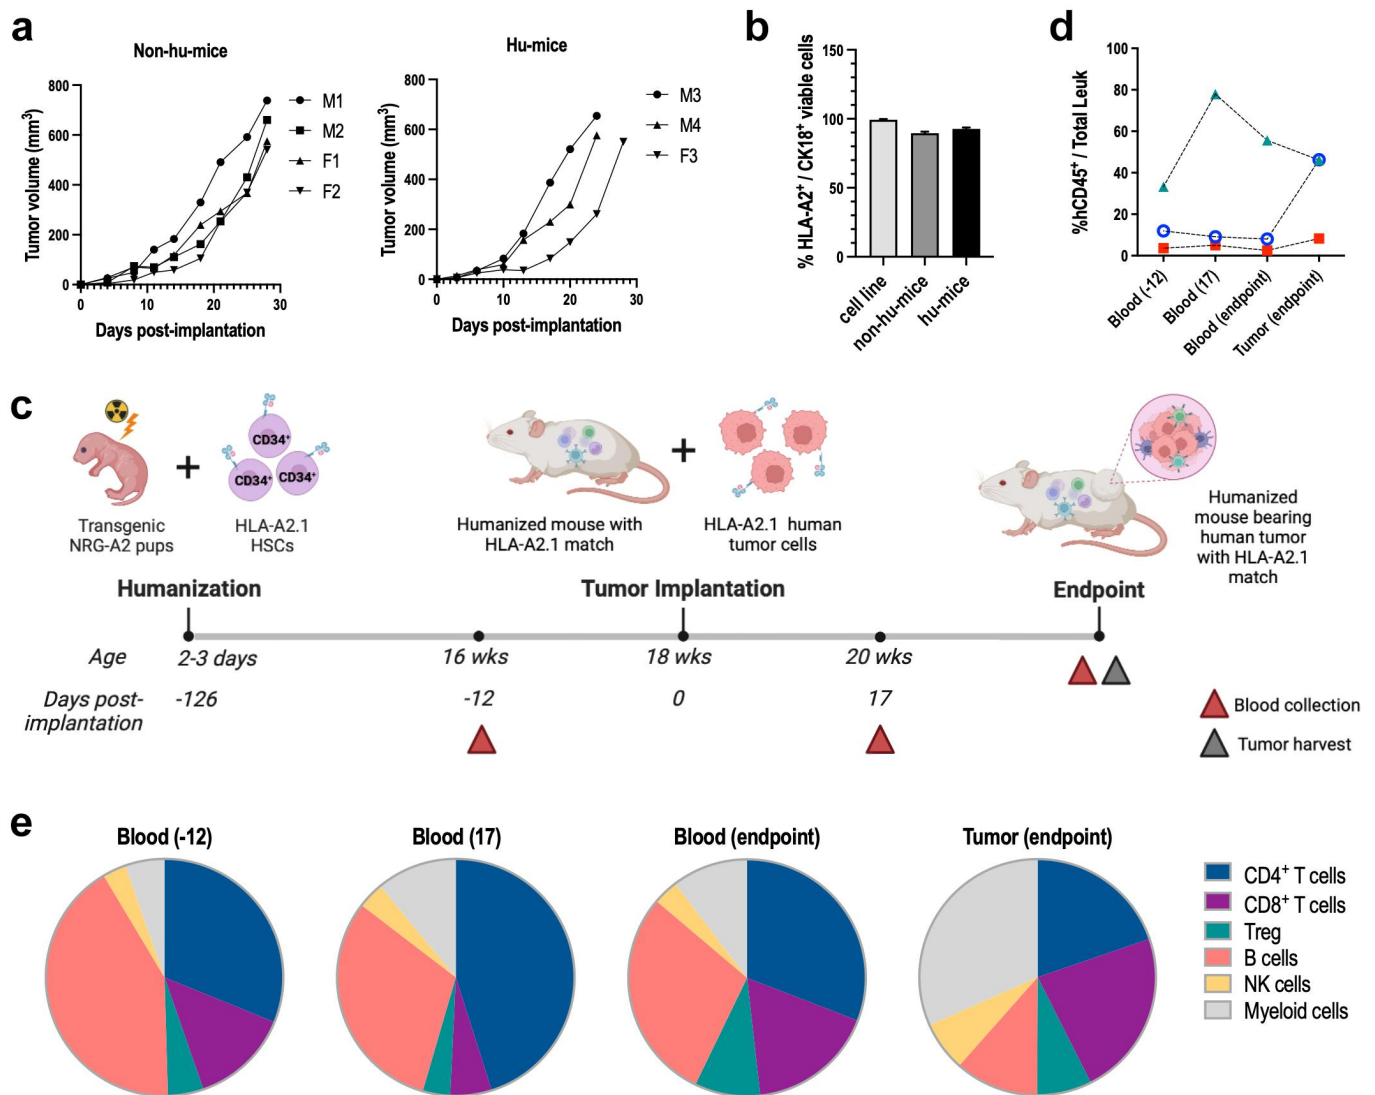 a
Non-hu-mice
Tumor volume (mm³)
800
600
400
200
0
0 10 20 30
Days post-implantation
M1
M2
F1
F2
Hu-mice
Tumor volume (mm³)
800
600
400
200
0
0 10 20 30
Days post-implantation
M3
M4
F3
b
% HLA-A2⁺ / CK18⁺ viable cells
150
100
50
0
cell line
non-hu-mice
hu-mice
d
%hCD45⁺ / Total Leuk
100
80
60
40
20
0
Blood (-12)
Blood (17)
Blood (endpoint)
Tumor (endpoint)
c
CD34⁺
CD34⁺ CD34⁺
Transgenic
NRG-A2 pups
HLA-A2.1
HSCs
Humanized mouse with
HLA-A2.1 match
HLA-A2.1 human
tumor cells
Humanized
mouse bearing
human tumor
with HLA-A2.1
match
Humanization
Tumor Implantation
Endpoint
Age 2-3 days 16 wks 18 wks 20 wks
Days post-
implantation
-126 -12 0 17
Blood collection
Tumor harvest
e
Blood (-12)
Blood (17)
Blood (endpoint)
Tumor (endpoint)
CD4⁺ T cells
CD8⁺ T cells
Treg
B cells
NK cells
Myeloid cells